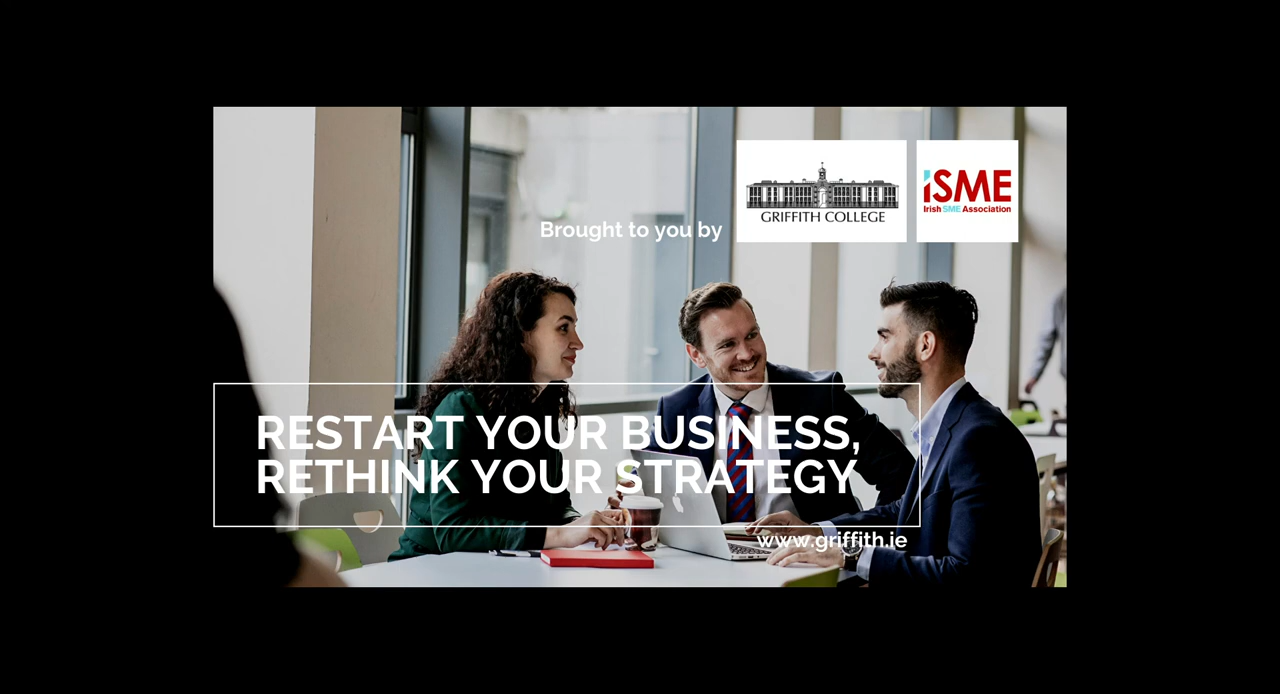 Brought to you by
GRIFFITH COLLEGE
iSME
Irish SME Association
RESTART YOUR BUSINESS,
RETHINK YOUR STRATEGY
www.griffith.ie